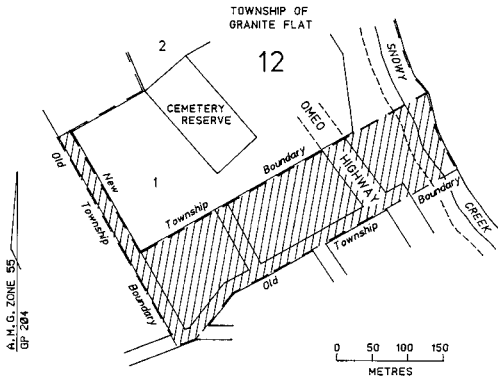 TOWNSHIP OF
GRANITE FLAT
2
12
SNOWY
CEMETERY
RESERVE
OMEO
HIGHWAY
Old
New
1
Township
Boundary
Township
Boundary
Boundary
Township
Old
CREEK
A.M.G. ZONE 55
GP 204
0 50 100 150
METRES